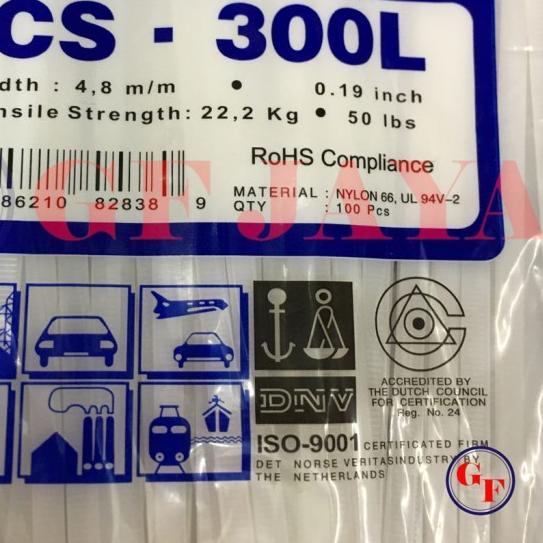 CS - 300L
dth : 4,8 m/m • 0.19 inch
nsile Strength: 22,2 Kg • 50 lbs
RoHS Compliance
MATERIAL : NYLON 66, UL 94V-2
QTY : 100 Pcs
86210 82838 9
GF JAYA
ACCREDITED BY
THE DUTCH COUNCIL
FOR CERTIFICATION
Reg. No. 24
DNV
ISO-9001 CERTIFICATED FIRM
DET NORSE VERITASINDUSTRY BY
THE NETHERLANDS
GF